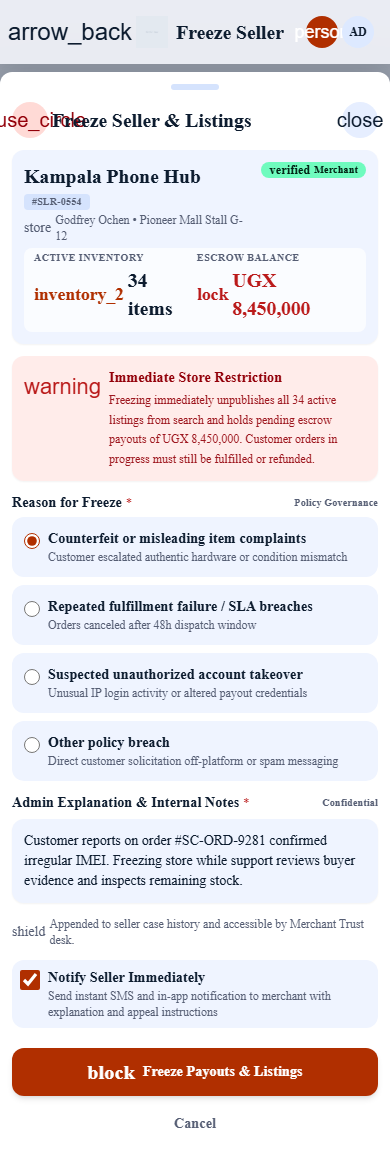 arrow_back Freeze Seller perso AD
use_circle Freeze Seller & Listings close
Kampala Phone Hub verified Merchant
#SLR-0554
store Godfrey Ochen • Pioneer Mall Stall G-
12
ACTIVE INVENTORY ESCROW BALANCE
inventory_2 34
items
lock UGX
8,450,000
warning Immediate Store Restriction
Freezing immediately unpublishes all 34 active
listings from search and holds pending escrow
payouts of UGX 8,450,000. Customer orders in
progress must still be fulfilled or refunded.
Reason for Freeze * Policy Governance
Counterfeit or misleading item complaints
Customer escalated authentic hardware or condition mismatch
Repeated fulfillment failure / SLA breaches
Orders canceled after 48h dispatch window
Suspected unauthorized account takeover
Unusual IP login activity or altered payout credentials
Other policy breach
Direct customer solicitation off-platform or spam messaging
Admin Explanation & Internal Notes * Confidential
Customer reports on order #SC-ORD-9281 confirmed
irregular IMEI. Freezing store while support reviews buyer
evidence and inspects remaining stock.
shield Appended to seller case history and accessible by Merchant Trust
desk.
Notify Seller Immediately
Send instant SMS and in-app notification to merchant with
explanation and appeal instructions
block Freeze Payouts & Listings
Cancel